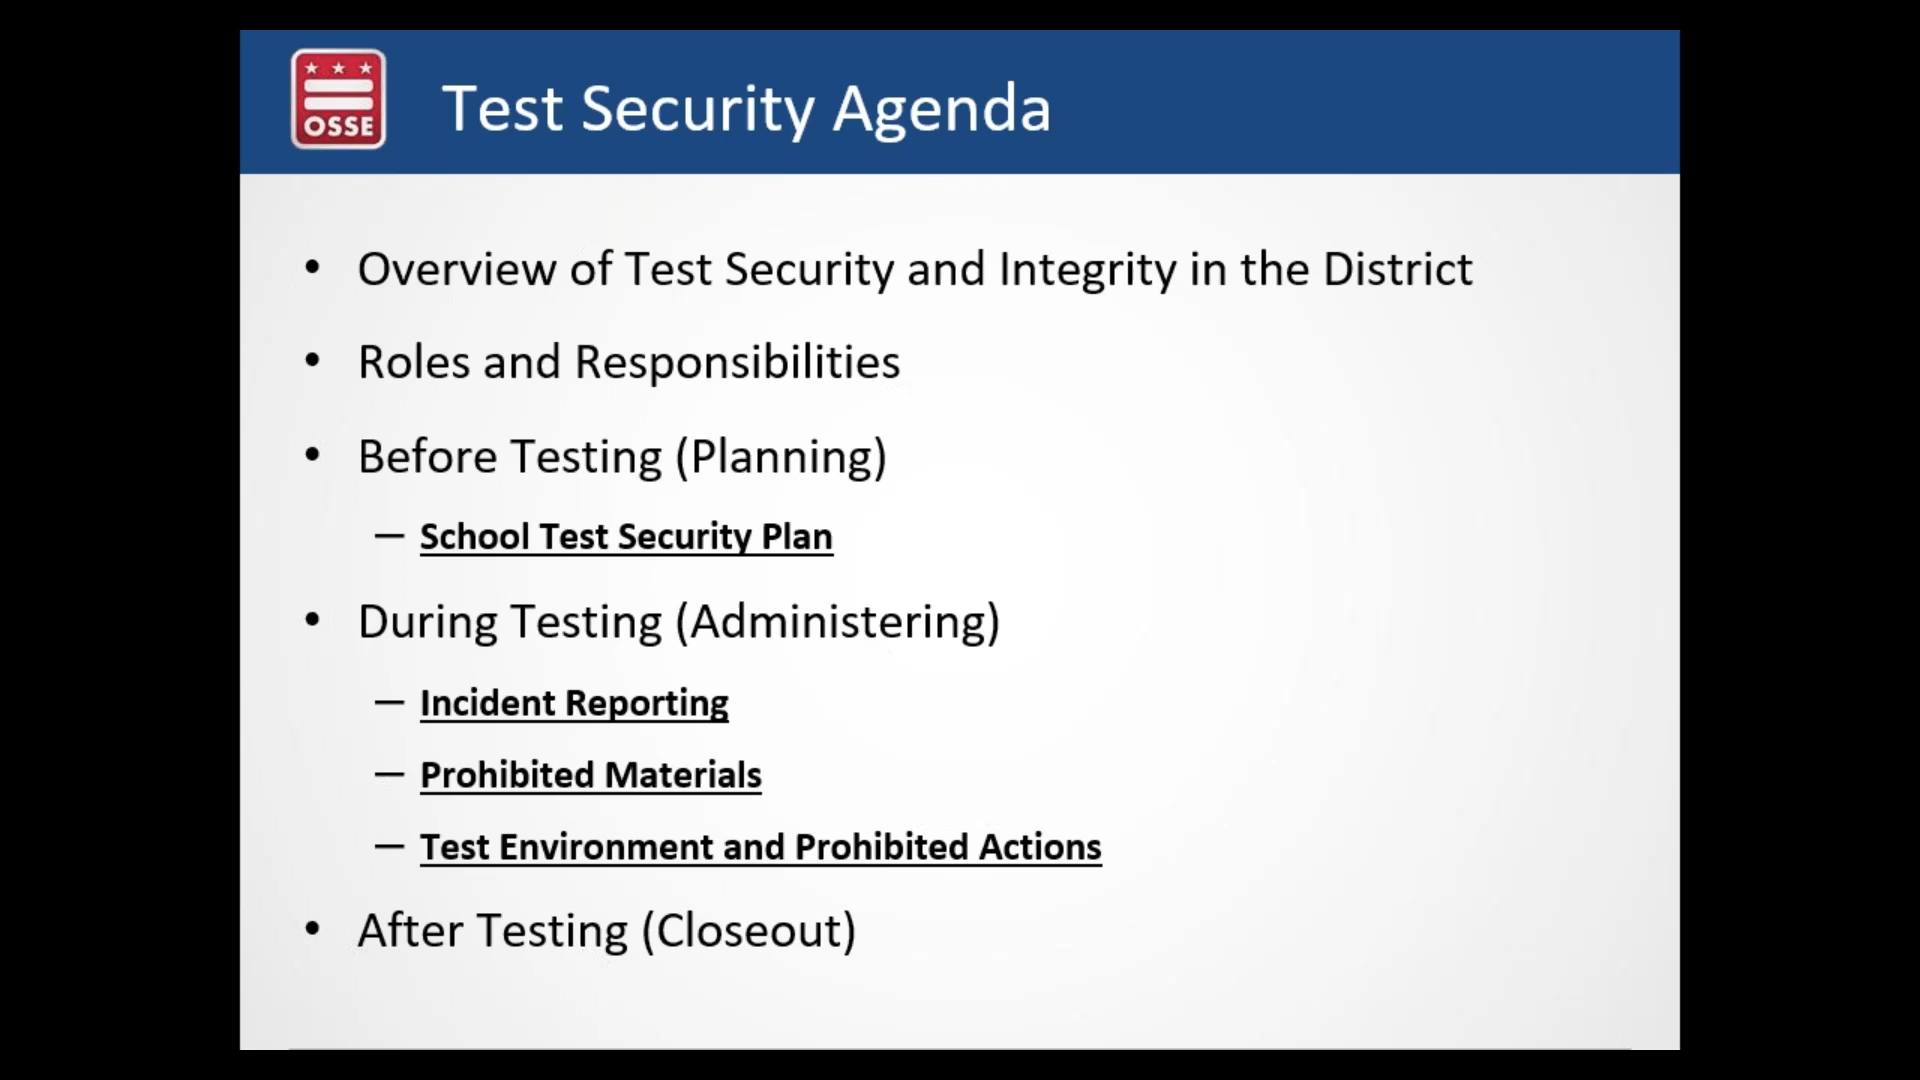 OSSE
Test Security Agenda
• Overview of Test Security and Integrity in the District
• Roles and Responsibilities
• Before Testing (Planning)
— School Test Security Plan
• During Testing (Administering)
— Incident Reporting
— Prohibited Materials
— Test Environment and Prohibited Actions
• After Testing (Closeout)